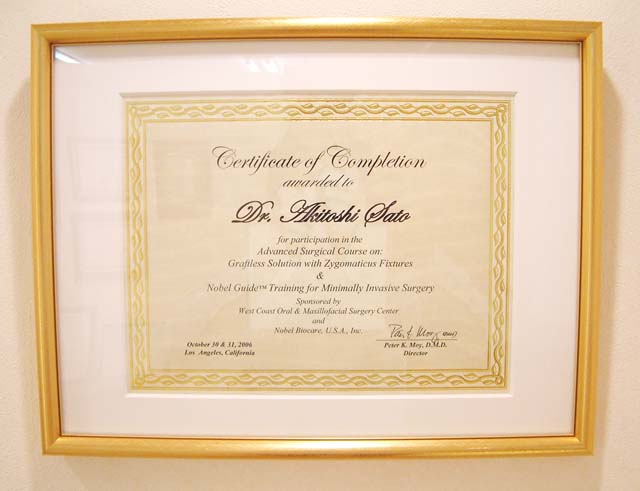 Certificate of Completion
awarded to
Dr. Akitoshi Sato
for participation in the
Advanced Surgical Course on:
Graftless Solution with Zygomaticus Fixtures
&
Nobel Guide™ Training for Minimally Invasive Surgery
Sponsored by
West Coast Oral & Maxillofacial Surgery Center
and
Nobel Biocare, U.S.A., Inc.
October 30 & 31, 2006
Los Angeles, California
Peter K. Moy, D.M.D.
Director